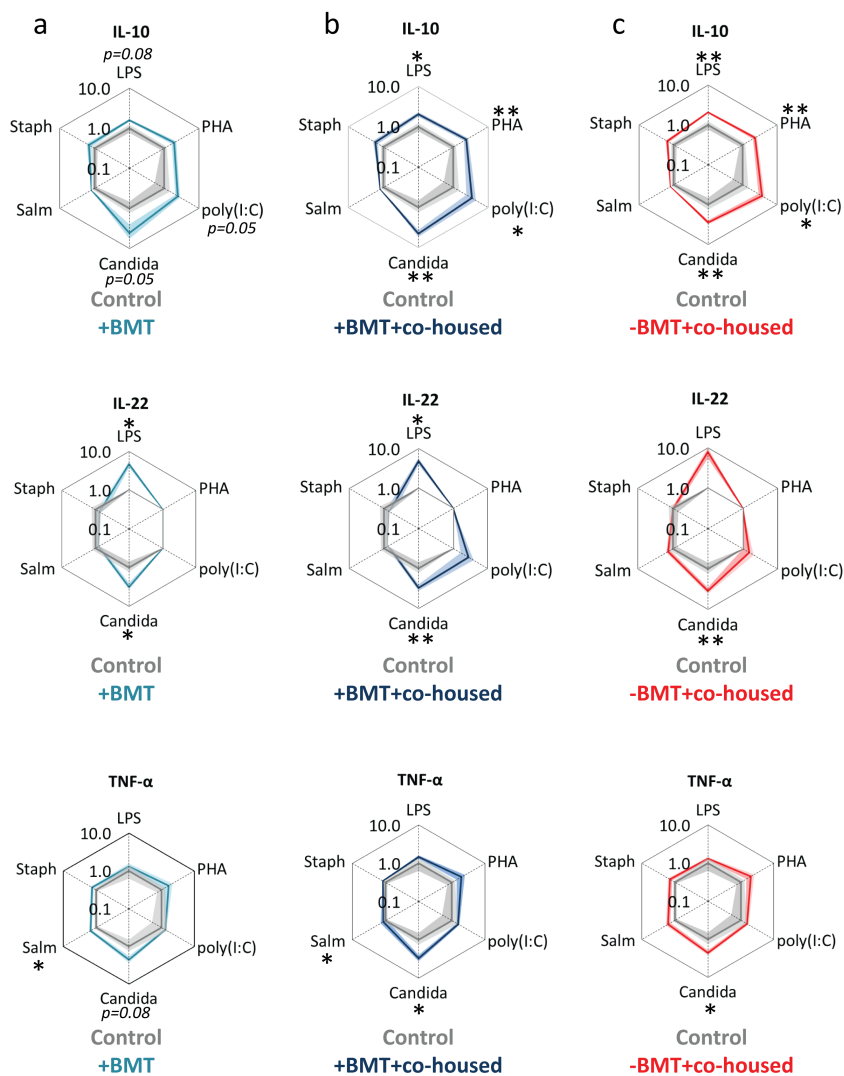 a
b
c
IL-10
p=0.08
LPS
10.0
Staph
1.0
PHA
0.1
Salm
poly(I:C)
p=0.05
Candida
p=0.05
Control
+BMT
IL-10
*
LPS
10.0
**
Staph
1.0
PHA
0.1
Salm
poly(I:C)
*
Candida
**
Control
+BMT+co-housed
IL-10
**
LPS
10.0
**
Staph
1.0
PHA
0.1
Salm
poly(I:C)
*
Candida
**
Control
-BMT+co-housed
IL-22
*
LPS
10.0
Staph
1.0
PHA
0.1
Salm
poly(I:C)
Candida
*
Control
+BMT
IL-22
*
LPS
10.0
Staph
1.0
PHA
0.1
Salm
poly(I:C)
Candida
**
Control
+BMT+co-housed
IL-22
LPS
10.0
Staph
1.0
PHA
0.1
Salm
poly(I:C)
Candida
**
Control
-BMT+co-housed
TNF-α
LPS
10.0
Staph
1.0
PHA
0.1
Salm
poly(I:C)
*
Candida
p=0.08
Control
+BMT
TNF-α
LPS
10.0
Staph
1.0
PHA
0.1
Salm
poly(I:C)
*
Candida
*
Control
+BMT+co-housed
TNF-α
LPS
10.0
Staph
1.0
PHA
0.1
Salm
poly(I:C)
Candida
*
Control
-BMT+co-housed